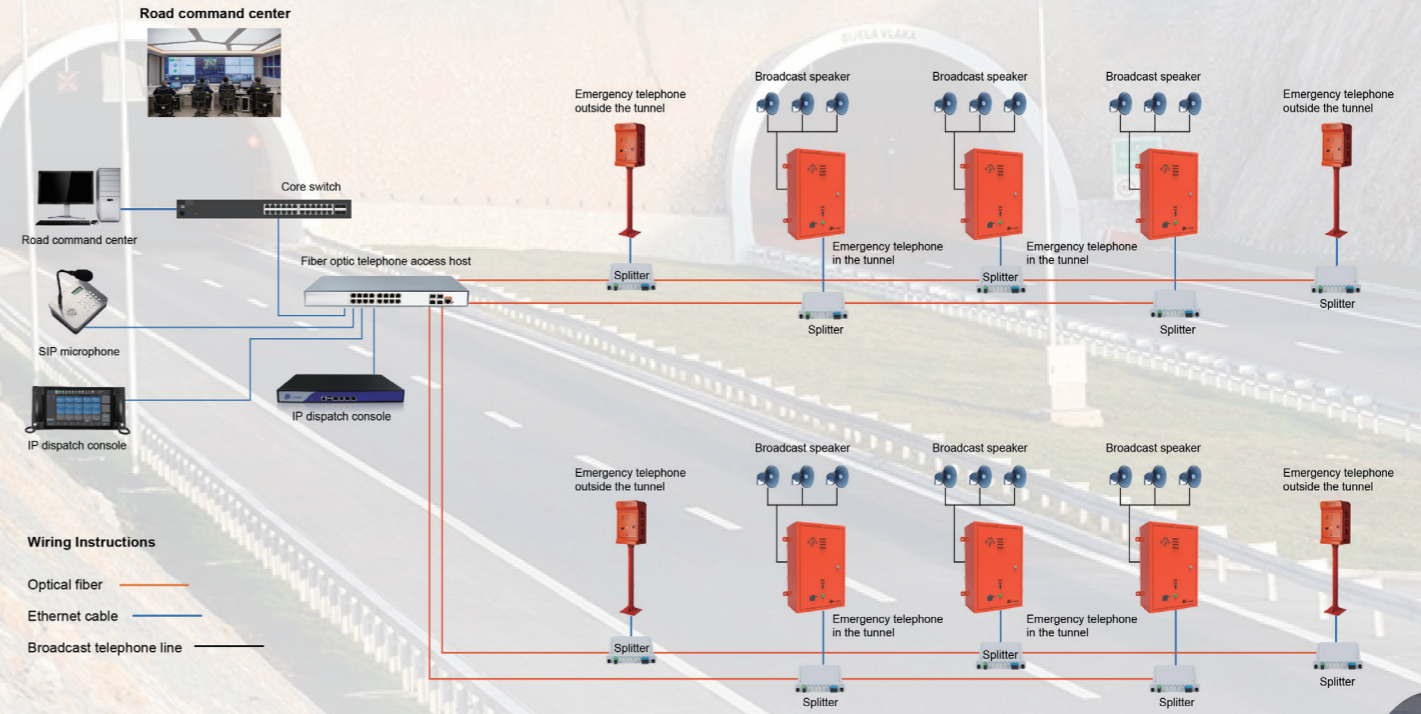 Road command center
BIJELA VLAKA
Broadcast speaker
Broadcast speaker
Broadcast speaker
Emergency telephone
outside the tunnel
Emergency telephone
outside the tunnel
Core switch
Road command center
Emergency telephone
in the tunnel
Emergency telephone
in the tunnel
Fiber optic telephone access host
Splitter
Splitter
Splitter
Splitter
Splitter
SIP microphone
IP dispatch console
IP dispatch console
Broadcast speaker
Broadcast speaker
Broadcast speaker
Emergency telephone
outside the tunnel
Emergency telephone
outside the tunnel
Wiring Instructions
Optical fiber
Ethernet cable
Broadcast telephone line
Emergency telephone
in the tunnel
Emergency telephone
in the tunnel
Splitter
Splitter
Splitter
Splitter
Splitter